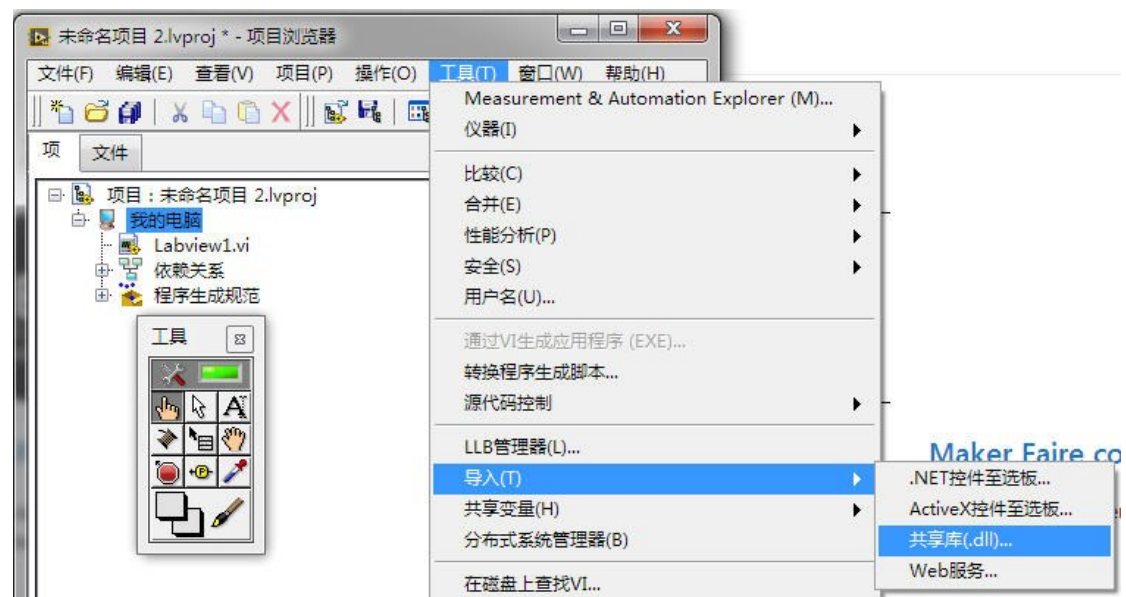 未命名项目 2.lvproj * - 项目浏览器
文件(F) 编辑(E) 查看(V) 项目(P) 操作(O) 工具(T) 窗口(W) 帮助(H)
项 文件
项目：未命名项目 2.lvproj
我的电脑
Labview1.vi
依赖关系
程序生成规范
工具
Measurement & Automation Explorer (M)...
仪器(I)
比较(C)
合并(E)
性能分析(P)
安全(S)
用户名(U)...
通过VI生成应用程序 (EXE)...
转换程序生成脚本...
源代码控制
LLB管理器(L)...
导入(T)
共享变量(H)
分布式系统管理器(B)
在磁盘上查找VI...
Maker Faire co
.NET控件至选板...
ActiveX控件至选板...
共享库(.dll)...
Web服务...